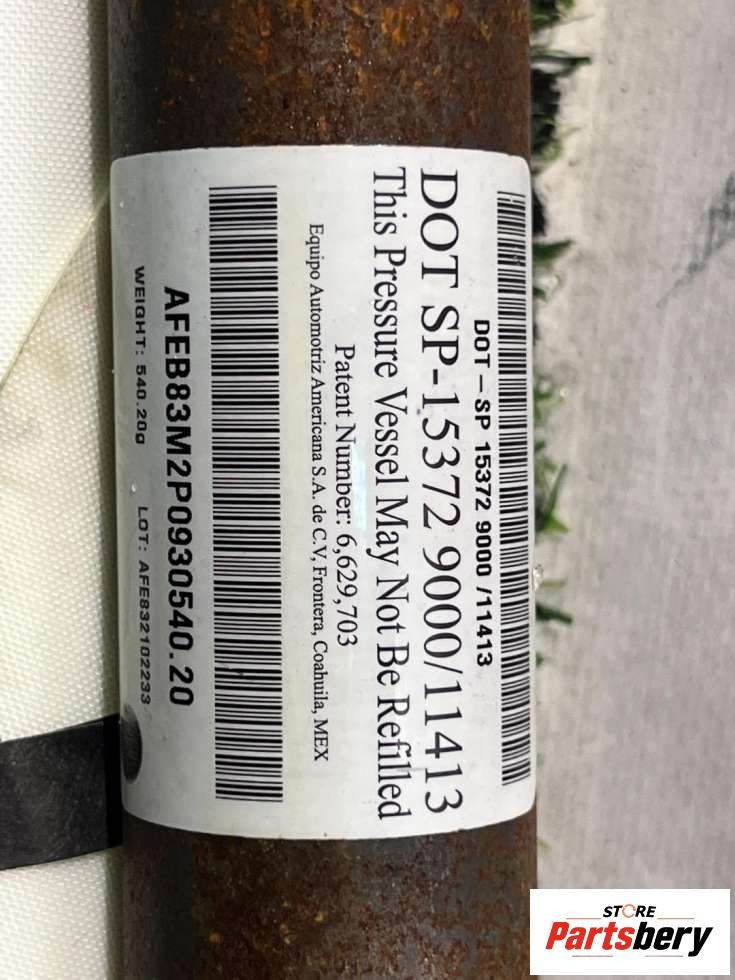 DOT - SP 15372 9000 /11413
DOT SP-15372 9000/11413
This Pressure Vessel May Not Be Refilled
Patent Number: 6,629,703
Equipo Automotriz Americana S.A. de C.V, Frontera, Coahuila, MEX
AFEB83M2P0930540.20
WEIGHT: 540.20g LOT: AFE832102233
STORE
Partsbery